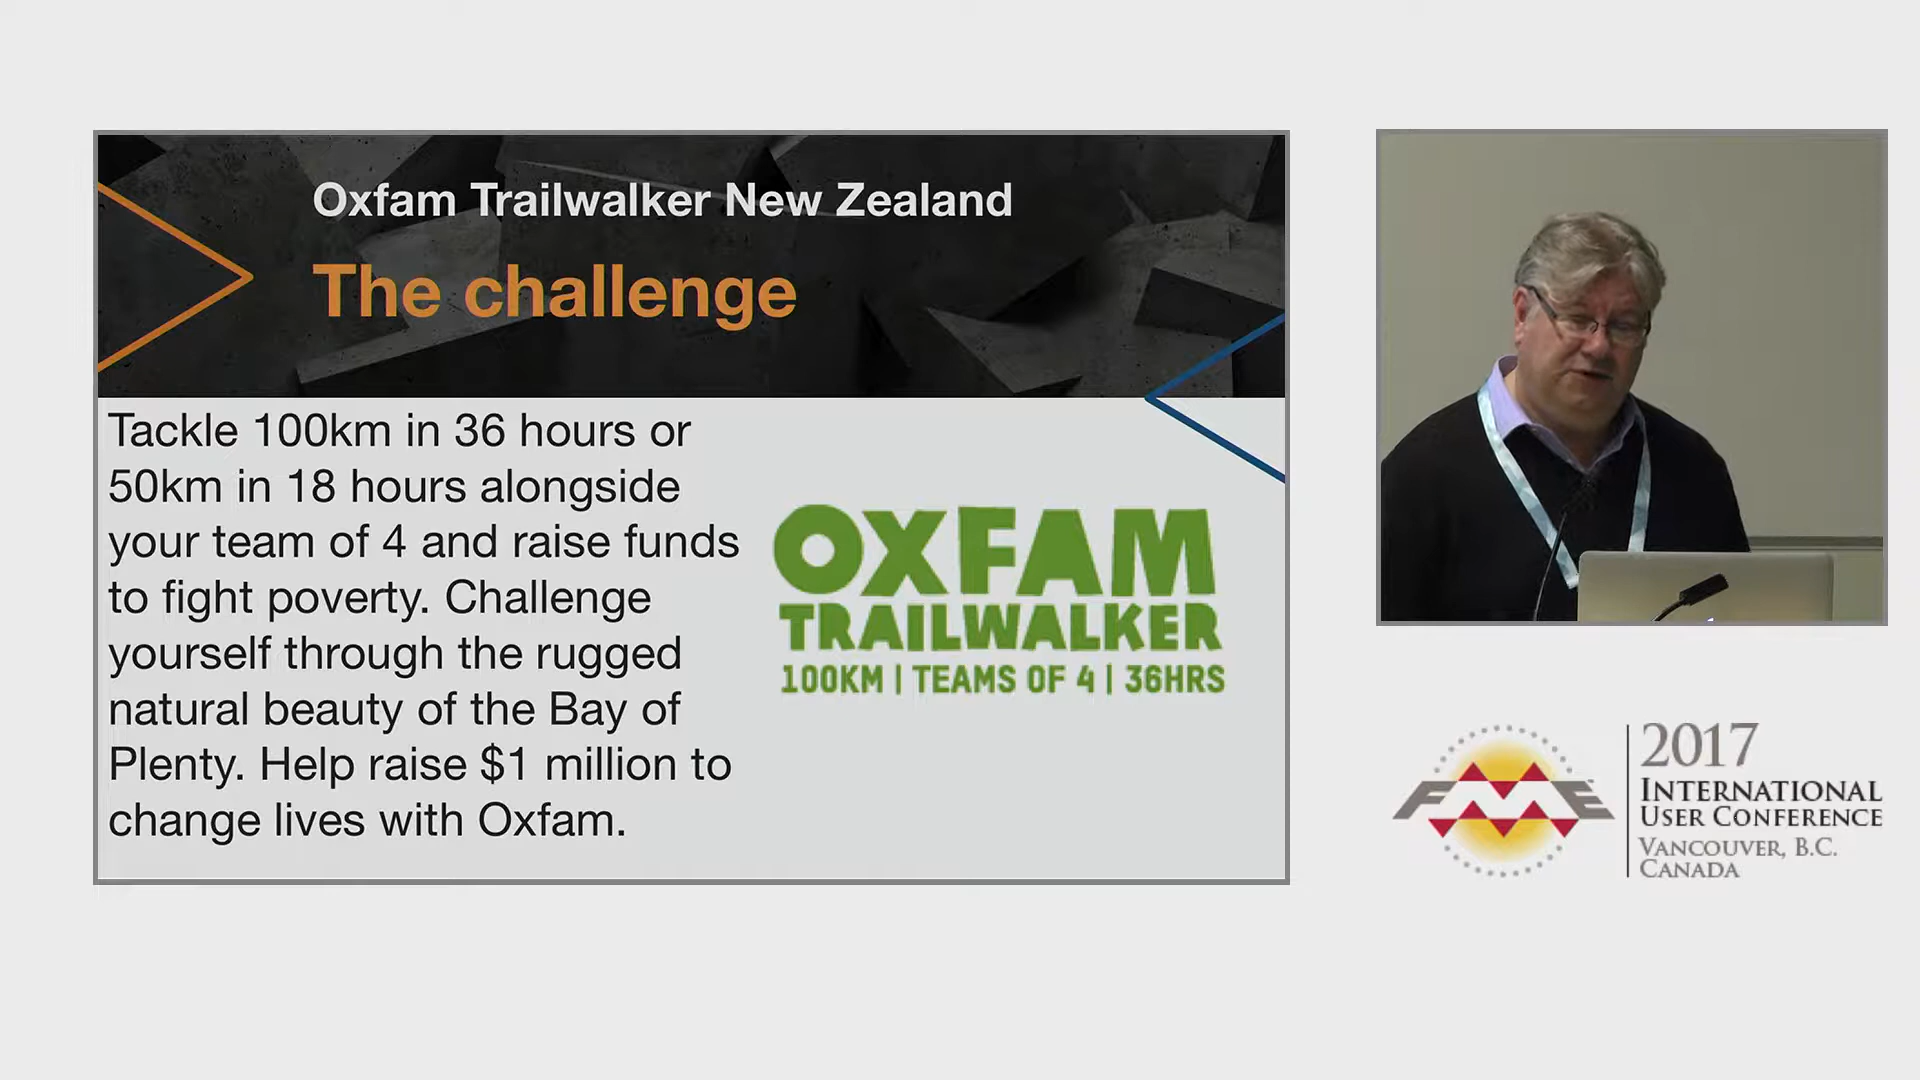 Oxfam Trailwalker New Zealand
The challenge
Tackle 100km in 36 hours or
50km in 18 hours alongside
your team of 4 and raise funds
to fight poverty. Challenge
yourself through the rugged
natural beauty of the Bay of
Plenty. Help raise $1 million to
change lives with Oxfam.
OXFAM
TRAILWALKER
100KM | TEAMS OF 4 | 36HRS
FME
2017
INTERNATIONAL
USER CONFERENCE
VANCOUVER, B.C.
CANADA